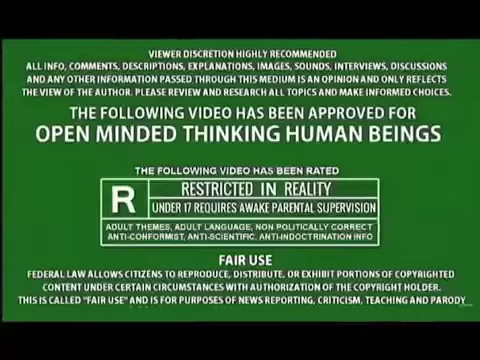 VIEWER DISCRETION HIGHLY RECOMMENDED
ALL INFO, COMMENTS, DESCRIPTIONS, EXPLANATIONS, IMAGES, SOUNDS, INTERVIEWS, DISCUSSIONS
AND ANY OTHER INFORMATION PASSED THROUGH THIS MEDIUM IS AN OPINION AND ONLY REFLECTS
THE VIEW OF THE AUTHOR. PLEASE REVIEW AND RESEARCH ALL TOPICS AND MAKE INFORMED CHOICES.
THE FOLLOWING VIDEO HAS BEEN APPROVED FOR
OPEN MINDED THINKING HUMAN BEINGS
THE FOLLOWING VIDEO HAS BEEN RATED
R
RESTRICTED IN REALITY
UNDER 17 REQUIRES AWAKE PARENTAL SUPERVISION
ADULT THEMES, ADULT LANGUAGE, NON POLITICALLY CORRECT
ANTI-CONFORMIST, ANTI-SCIENTIFIC, ANTI-INDOCTRINATION INFO
FAIR USE
FEDERAL LAW ALLOWS CITIZENS TO REPRODUCE, DISTRIBUTE, OR EXHIBIT PORTIONS OF COPYRIGHTED
CONTENT UNDER CERTAIN CIRCUMSTANCES WITH AUTHORIZATION OF THE COPYRIGHT HOLDER.
THIS IS CALLED "FAIR USE" AND IS FOR PURPOSES OF NEWS REPORTING, CRITICISM, TEACHING AND PARODY